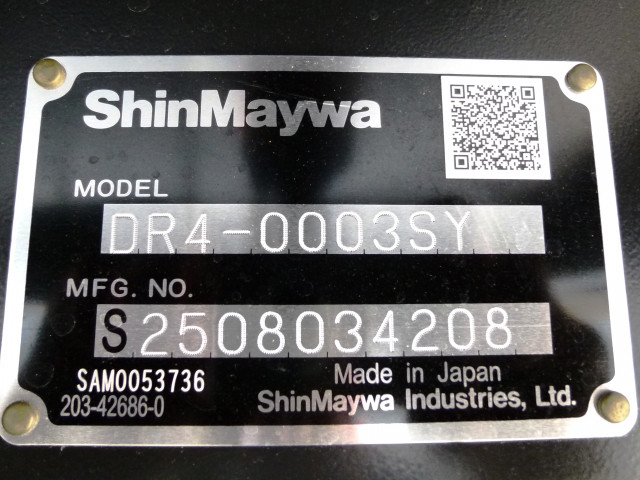 ShinMaywa
MODEL
DR4-0003SY
MFG. NO.
S2508034208
SAM0053736
Made in Japan
203-42686-0
ShinMaywa Industries, Ltd.